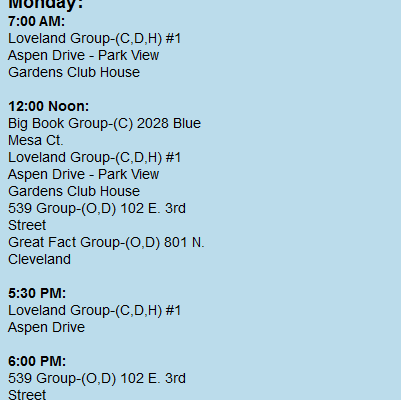 Monday:
7:00 AM:
Loveland Group-(C,D,H) #1
Aspen Drive - Park View
Gardens Club House
12:00 Noon:
Big Book Group-(C) 2028 Blue
Mesa Ct.
Loveland Group-(C,D,H) #1
Aspen Drive - Park View
Gardens Club House
539 Group-(O,D) 102 E. 3rd
Street
Great Fact Group-(O,D) 801 N.
Cleveland
5:30 PM:
Loveland Group-(C,D,H) #1
Aspen Drive
6:00 PM:
539 Group-(O,D) 102 E. 3rd
Street